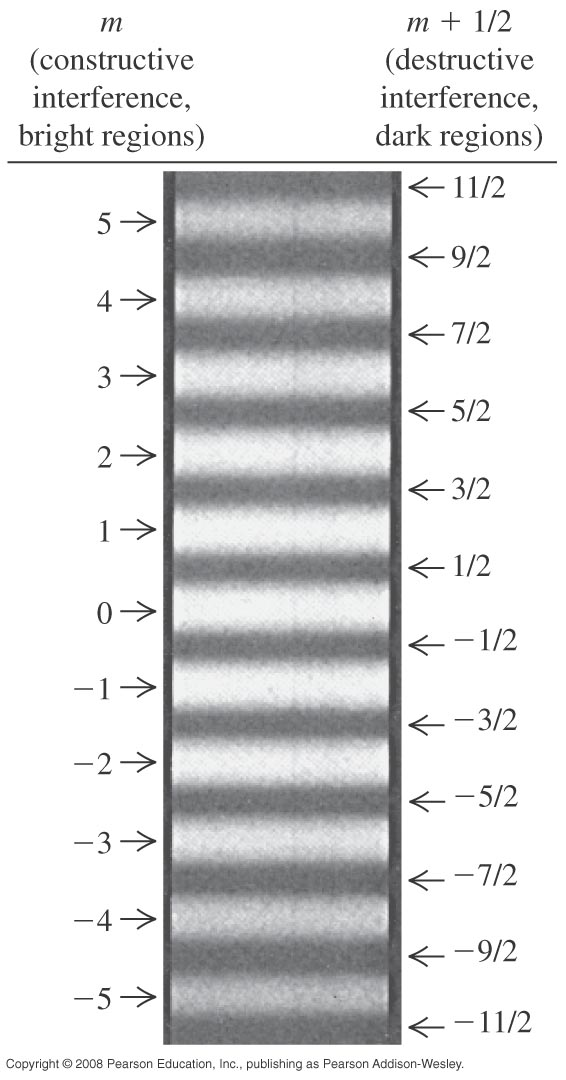 m
(constructive
interference,
bright regions)
m + 1/2
(destructive
interference,
dark regions)
11/2
5
9/2
4
7/2
3
5/2
2
3/2
1
1/2
0
−1/2
−1
−3/2
−2
−5/2
−3
−7/2
−4
−9/2
−5
−11/2
Copyright © 2008 Pearson Education, Inc., publishing as Pearson Addison-Wesley.